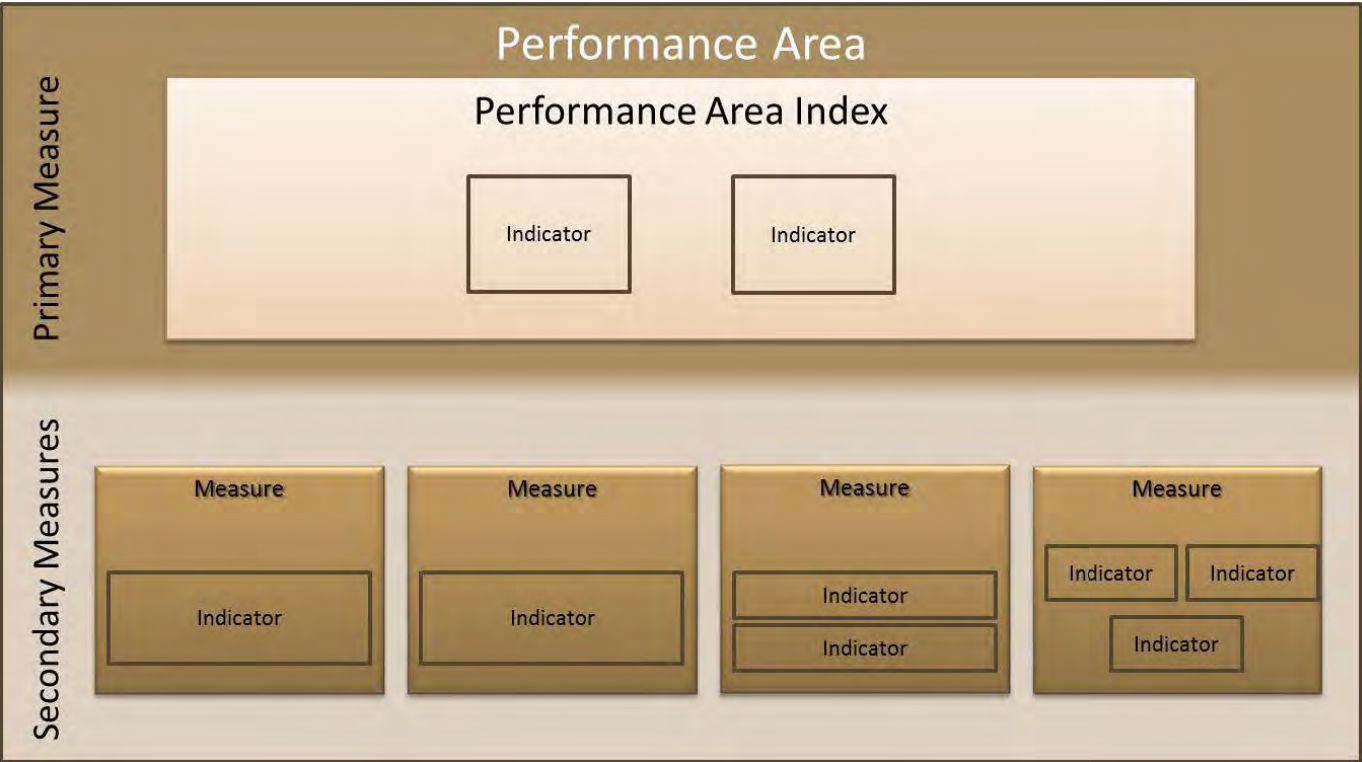 Performance Area
Primary Measure
Performance Area Index
Indicator
Indicator
Secondary Measures
Measure
Indicator
Measure
Indicator
Measure
Indicator
Indicator
Measure
Indicator
Indicator
Indicator